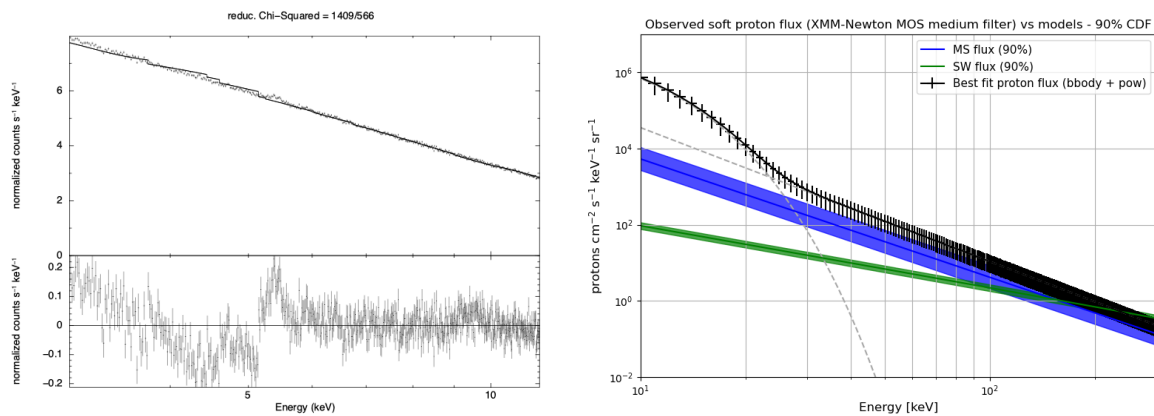 reduc. Chi-Squared = 1409/566
normalized counts s⁻¹ keV⁻¹
6
4
2
0
normalized counts s⁻¹ keV⁻¹
0.2
0.1
0
-0.1
-0.2
5
10
Energy (keV)
Observed soft proton flux (XMM-Newton MOS medium filter) vs models - 90% CDF
MS flux (90%)
SW flux (90%)
Best fit proton flux (bbody + pow)
protons cm⁻² s⁻¹ keV⁻¹ sr⁻¹
10⁶
10⁴
10²
10⁰
10⁻²
10¹
10²
Energy [keV]